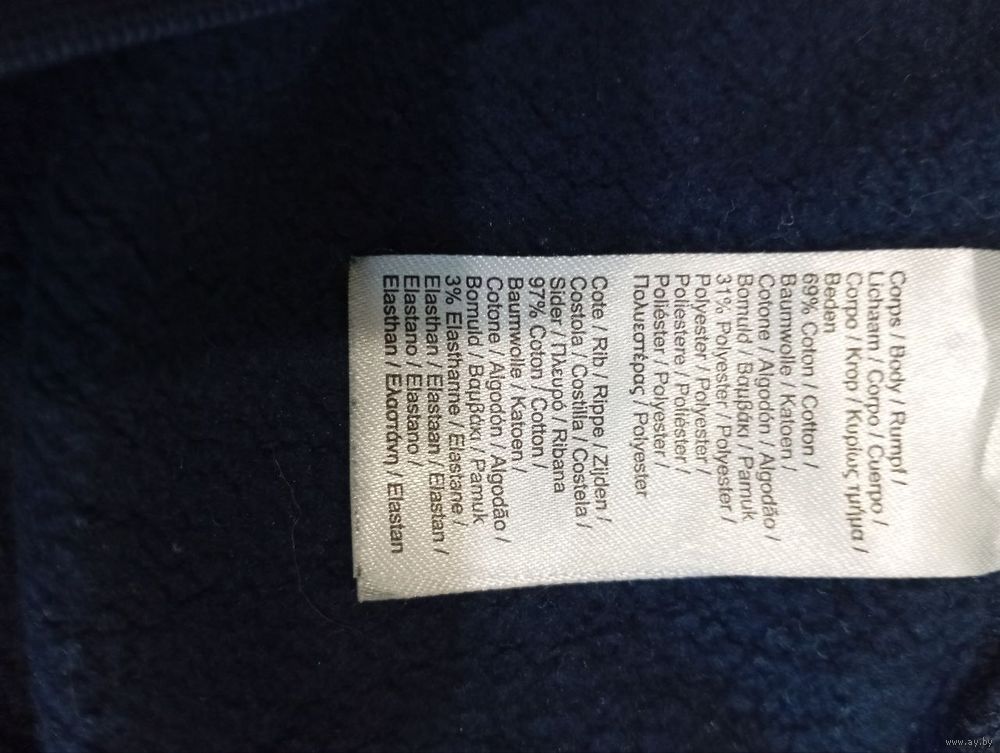 Corps / Body / Rumpf /
Lichaam / Corpo / Cuerpo /
Corpo / Krop / Κυρίως τμήμα /
Beden
69% Coton / Cotton /
Baumwolle / Katoen /
Cotone / Algodón / Algodão /
Bomuld / Βαμβάκι / Pamuk
31% Polyester / Polyester /
Polyester / Polyester /
Poliestere / Poliéster /
Poliéster / Polyester /
Πολυεστέρας / Polyester
Cote / Rib / Rippe / Zijden /
Costola / Costilla / Costela /
Sider / Πλευρό / Ribana
97% Coton / Cotton /
Baumwolle / Katoen /
Cotone / Algodón / Algodão /
Bomuld / Βαμβάκι / Pamuk
3% Elasthanne / Elastane /
Elasthan / Elastaan / Elastan /
Elastano / Elastano /
Elasthan / Ελαστάνη / Elastan
www.ay.by